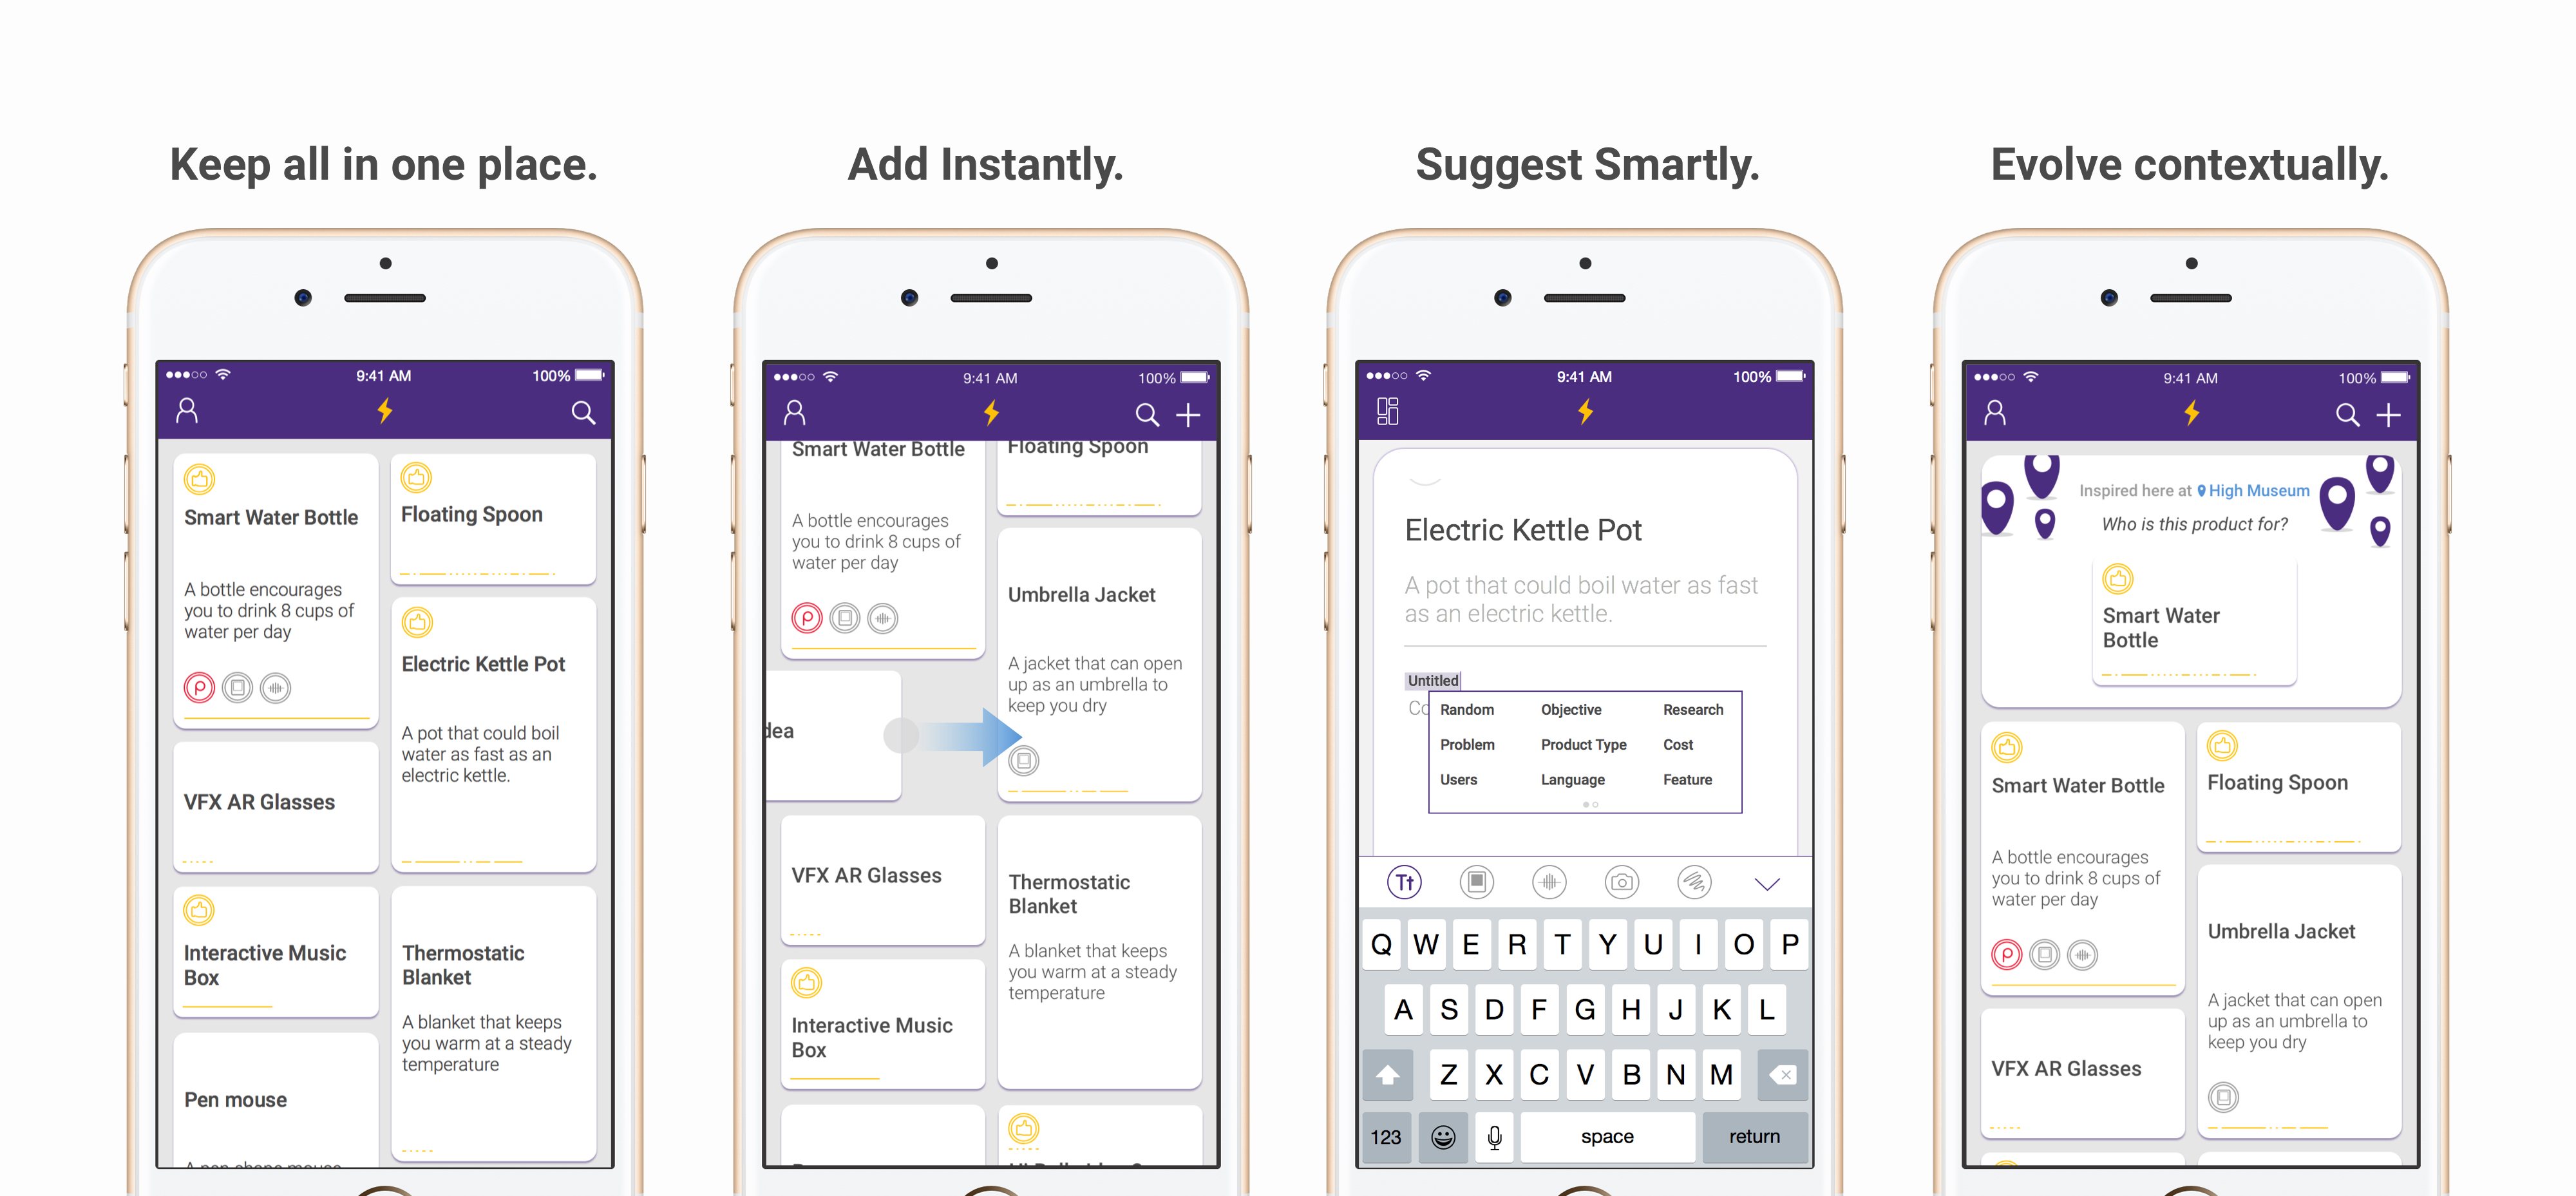 Keep all in one place.
9:41 AM
100%
Smart Water Bottle
A bottle encourages
you to drink 8 cups of
water per day
VFX AR Glasses
Interactive Music
Box
Pen mouse
Floating Spoon
Electric Kettle Pot
A pot that could boil
water as fast as an
electric kettle.
Thermostatic
Blanket
A blanket that keeps
you warm at a steady
temperature
Add Instantly.
9:41 AM
100%
Smart Water Bottle
A bottle encourages
you to drink 8 cups of
water per day
dea
VFX AR Glasses
Interactive Music
Box
Floating Spoon
Umbrella Jacket
A jacket that can open
up as an umbrella to
keep you dry
Thermostatic
Blanket
A blanket that keeps
you warm at a steady
temperature
Suggest Smartly.
9:41 AM
100%
Electric Kettle Pot
A pot that could boil water as fast
as an electric kettle.
Untitled
Co
Random Objective Research
Problem Product Type Cost
Users Language Feature
Tt
Q W E R T Y U I O P
A S D F G H J K L
Z X C V B N M
123 space return
Evolve contextually.
9:41 AM
100%
Inspired here at High Museum
Who is this product for?
Smart Water
Bottle
Smart Water Bottle
A bottle encourages
you to drink 8 cups of
water per day
VFX AR Glasses
Floating Spoon
Umbrella Jacket
A jacket that can open
up as an umbrella to
keep you dry